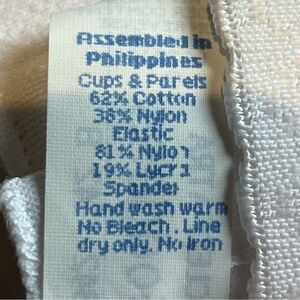 Assembled in
Philippines
Cups & Panels
62% Cotton
38% Nylon
Elastic
81% Nylon
19% Lycra
Spandex
Hand wash warm
No Bleach. Line
dry only. No Iron